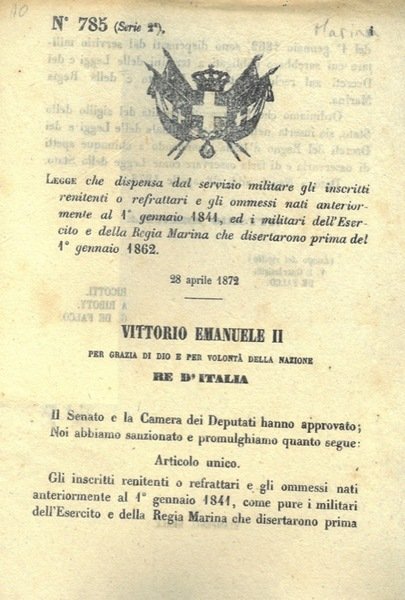 10
Marina
N° 785 (Serie 2ª).
LEGGE che dispensa dal servizio militare gli inscritti
renitenti o refrattari e gli ommessi nati anterior-
mente al 1° gennaio 1841, ed i militari dell'Eser-
cito e della Regia Marina che disertarono prima del
1° gennaio 1862.
28 aprile 1872
VITTORIO EMANUELE II
PER GRAZIA DI DIO E PER VOLONTÀ DELLA NAZIONE
RE D'ITALIA
Il Senato e la Camera dei Deputati hanno approvato;
Noi abbiamo sanzionato e promulghiamo quanto segue:
Articolo unico.
Gli inscritti renitenti o refrattari e gli ommessi nati
anteriormente al 1° gennaio 1841, come pure i militari
dell'Esercito e della Regia Marina che disertarono prima